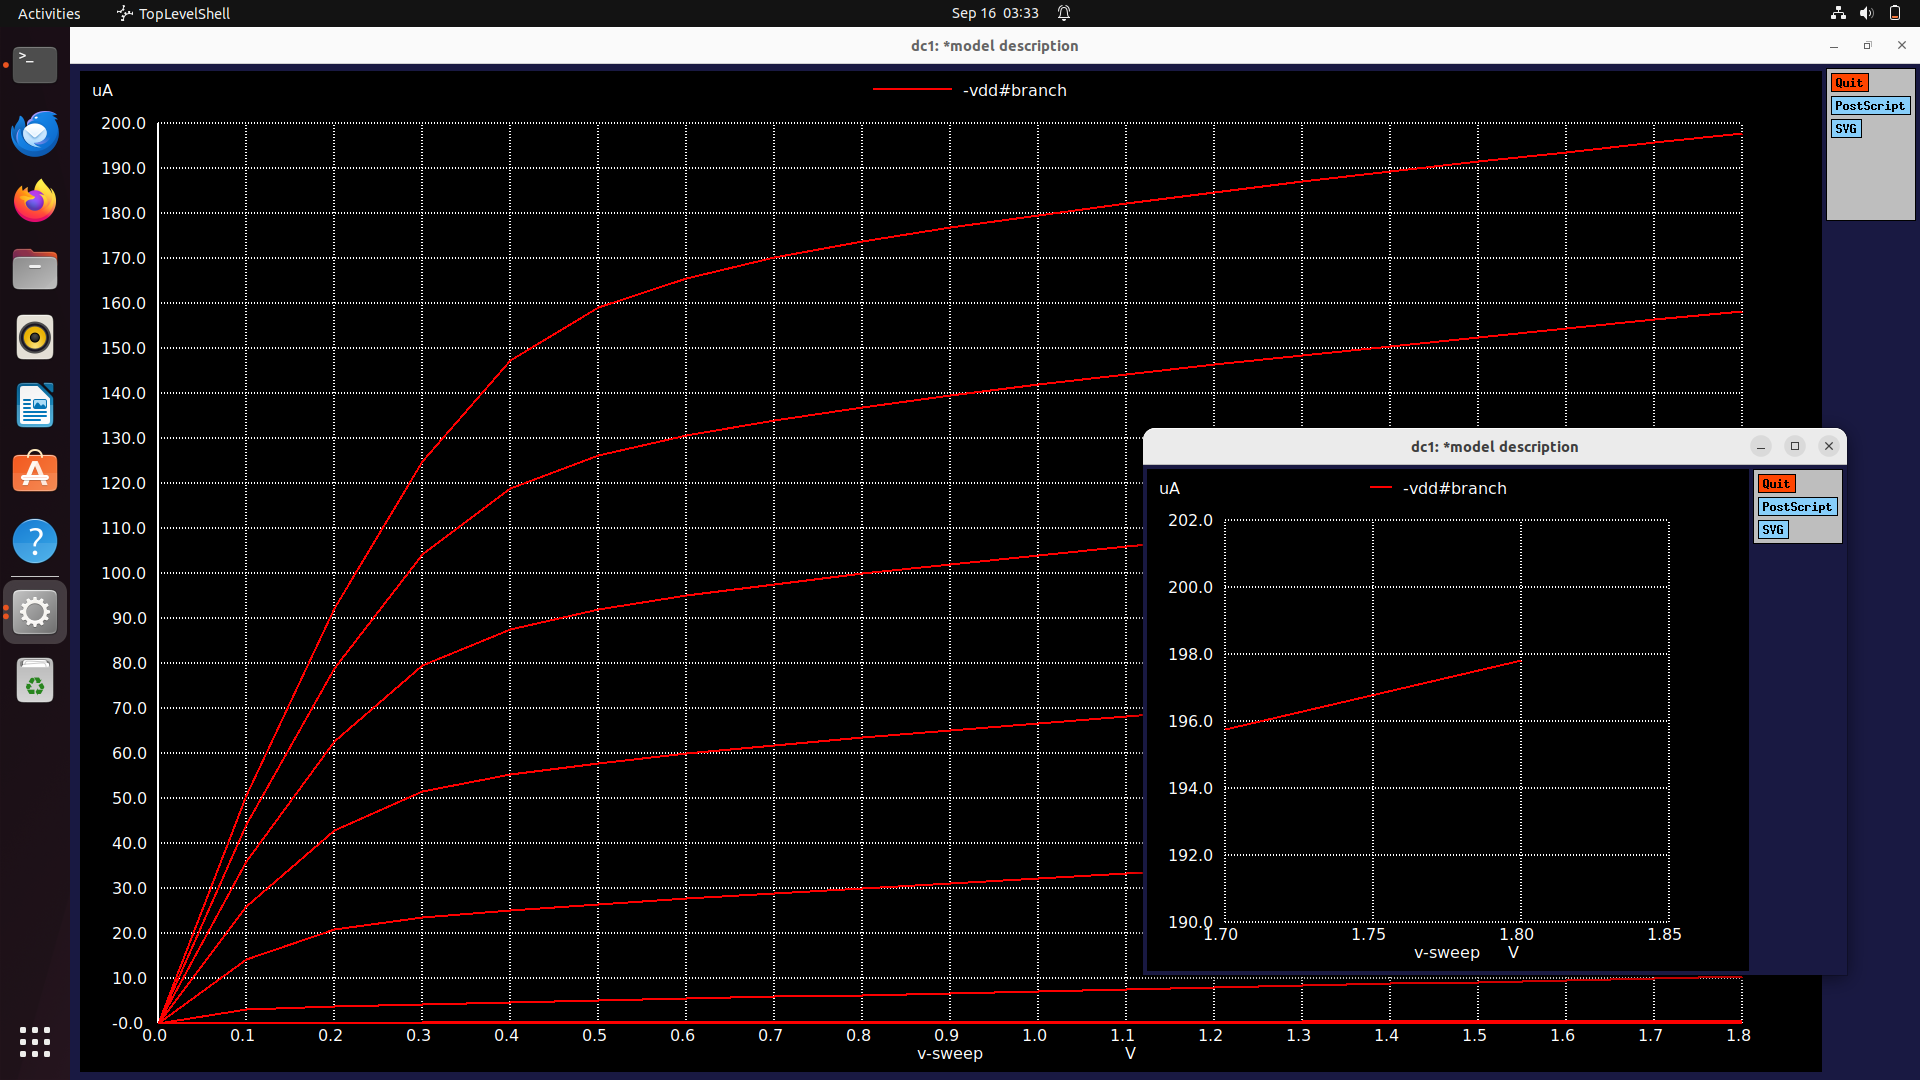 Activities TopLevelShell Sep 16 03:33
dc1: *model description
uA -vdd#branch
Quit
PostScript
SVG
200.0
190.0
180.0
170.0
160.0
150.0
140.0
130.0
120.0
110.0
100.0
90.0
80.0
70.0
60.0
50.0
40.0
30.0
20.0
10.0
-0.0
0.0 0.1 0.2 0.3 0.4 0.5 0.6 0.7 0.8 0.9 1.0 1.1 1.2 1.3 1.4 1.5 1.6 1.7 1.8
v-sweep V
dc1: *model description
uA -vdd#branch
Quit
PostScript
SVG
202.0
200.0
198.0
196.0
194.0
192.0
190.0
1.70 1.75 1.80 1.85
v-sweep V